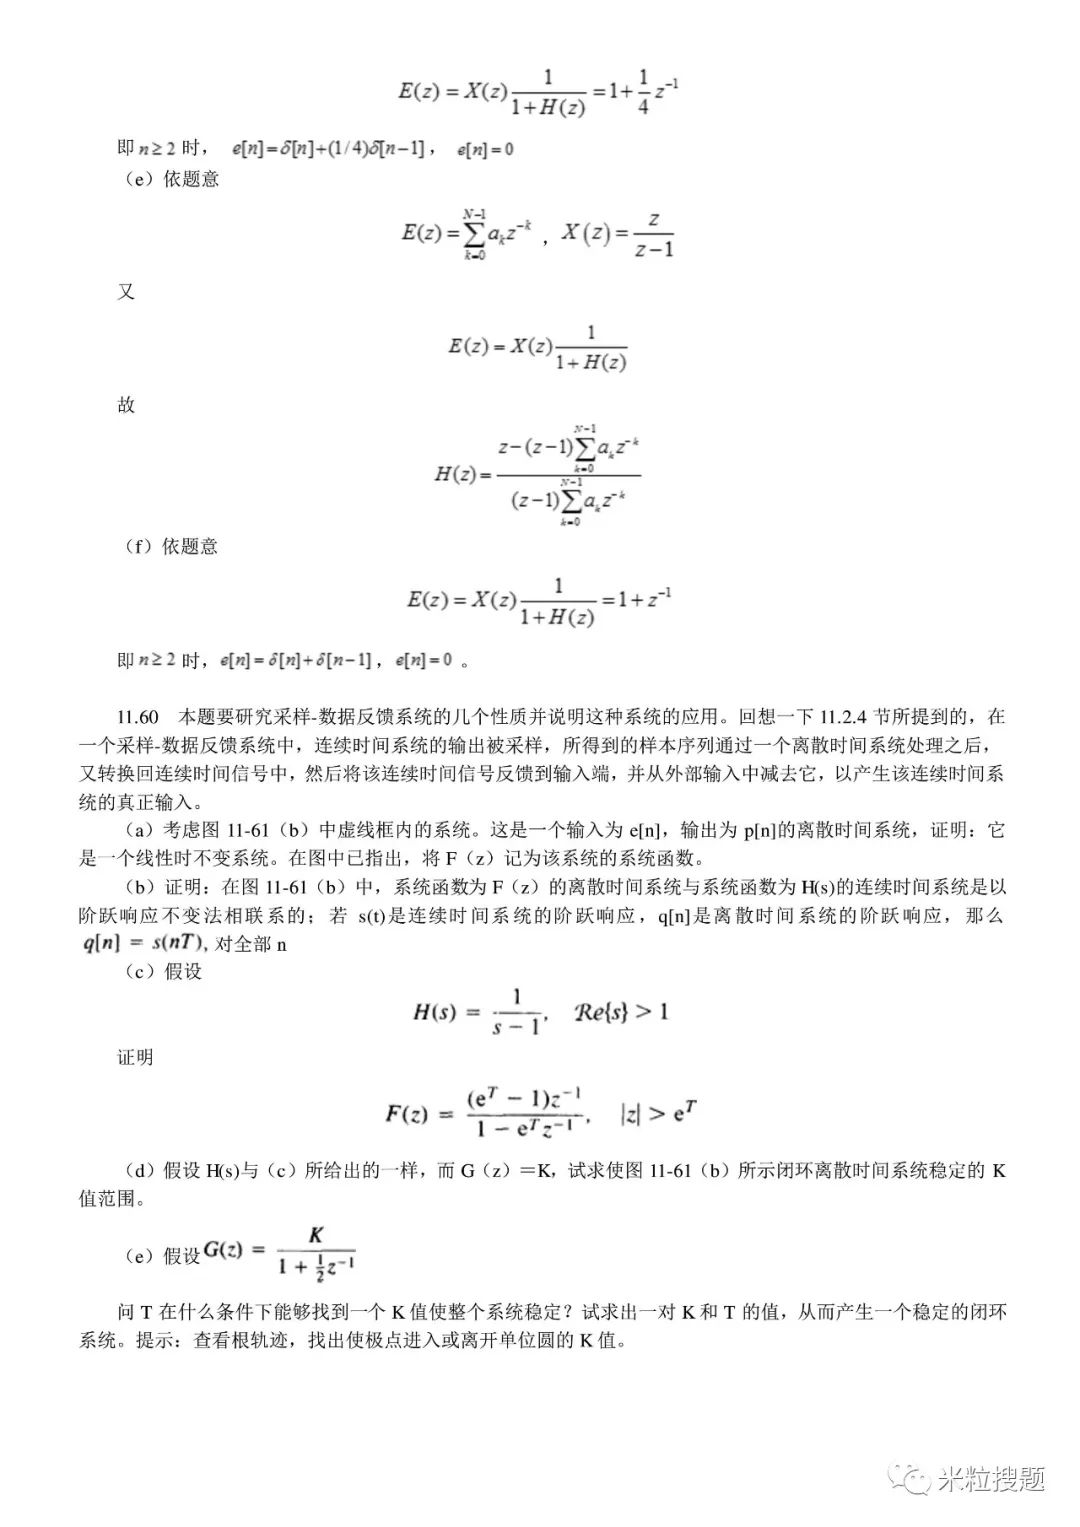 E(z) = X(z) 1/(1+H(z)) = 1 + 1/4 z⁻¹
即 n ≥ 2 时， e[n]=δ[n]+(1/4)δ[n−1]， e[n]=0
（e）依题意
E(z) = ∑_{k=0}^{N−1} a_k z^{−k} ，X(z) = z/(z−1)
又
E(z) = X(z) 1/(1+H(z))
故
H(z) = (z−(z−1)∑_{k=0}^{N−1} a_k z^{−k}) / ((z−1)∑_{k=0}^{N−1} a_k z^{−k})
（f）依题意
E(z) = X(z) 1/(1+H(z)) = 1 + z⁻¹
即 n ≥ 2 时，e[n]=δ[n]+δ[n−1]，e[n]=0 。
11.60 本题要研究采样-数据反馈系统的几个性质并说明这种系统的应用。回想一下 11.2.4 节所提到的，在
一个采样-数据反馈系统中，连续时间系统的输出被采样，所得到的样本序列通过一个离散时间系统处理之后，
又转换回连续时间信号中，然后将该连续时间信号反馈到输入端，并从外部输入中减去它，以产生该连续时间系
统的真正输入。
（a）考虑图 11-61（b）中虚线框内的系统。这是一个输入为 e[n]，输出为 p[n]的离散时间系统，证明：它
是一个线性时不变系统。在图中已指出，将 F（z）记为该系统的系统函数。
（b）证明：在图 11-61（b）中，系统函数为 F（z）的离散时间系统与系统函数为 H(s)的连续时间系统是以
阶跃响应不变法相联系的；若 s(t)是连续时间系统的阶跃响应，q[n]是离散时间系统的阶跃响应，那么
q[n] = s(nT), 对全部 n
（c）假设
H(s) = 1/(s − 1), Re{s} > 1
证明
F(z) = (e^T − 1)z⁻¹/(1 − e^T z⁻¹), |z| > e^T
（d）假设 H(s)与（c）所给出的一样，而 G（z）＝K，试求使图 11-61（b）所示闭环离散时间系统稳定的 K
值范围。
（e）假设 G(z) = K/(1 + 1/2 z⁻¹)
问 T 在什么条件下能够找到一个 K 值使整个系统稳定？试求出一对 K 和 T 的值，从而产生一个稳定的闭环
系统。提示：查看根轨迹，找出使极点进入或离开单位圆的 K 值。
米粒搜题